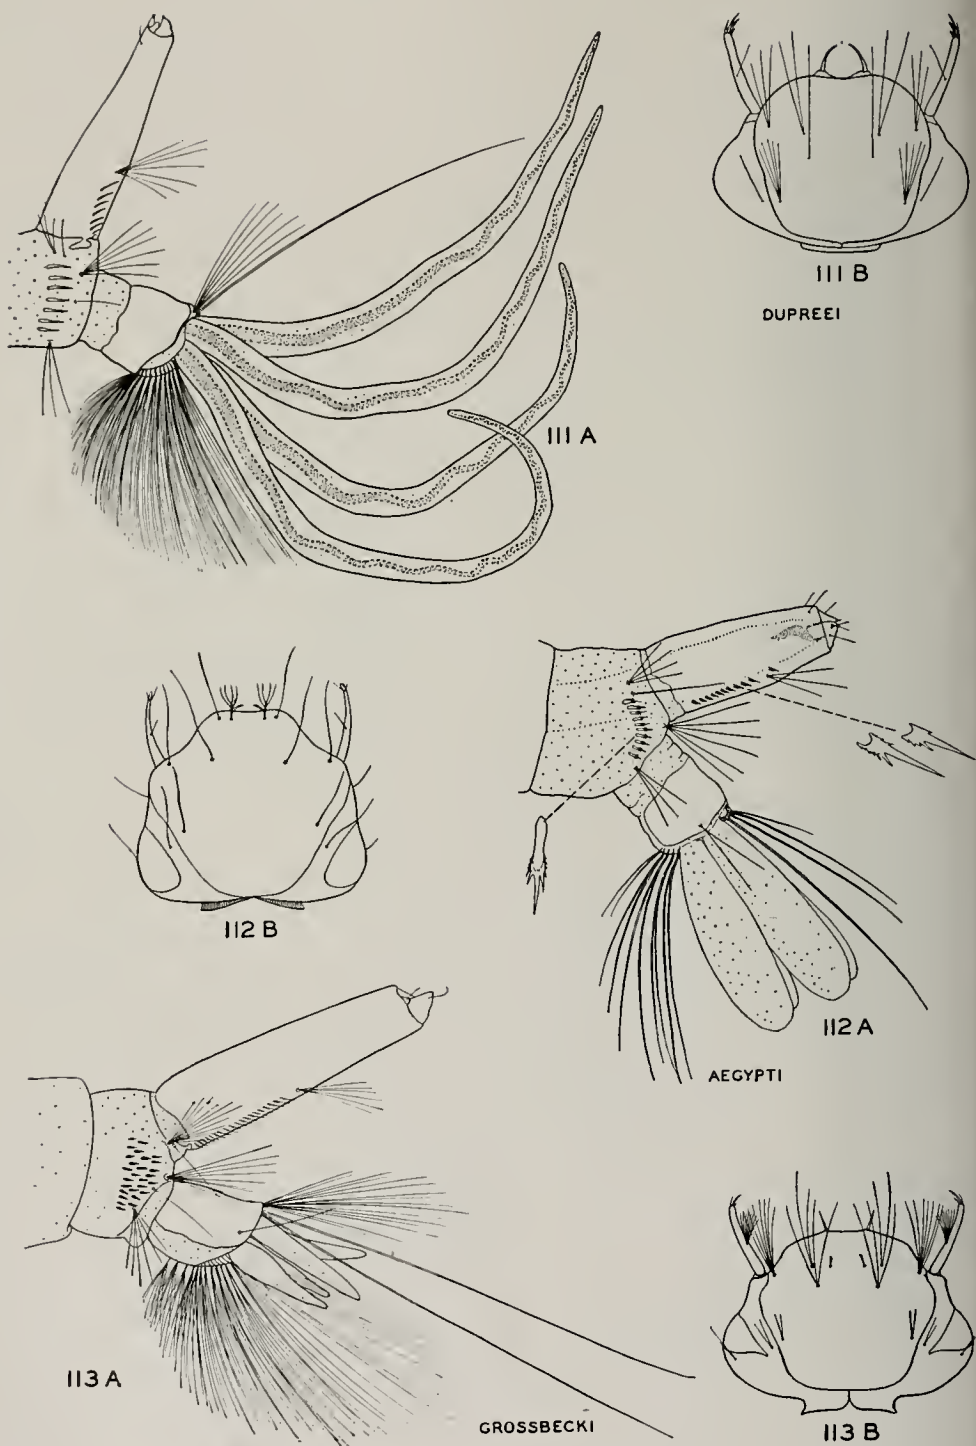 111 B
DUPREEI
111 A
112 B
112 A
AEGYPTI
113 A
GROSSBECKI
113 B